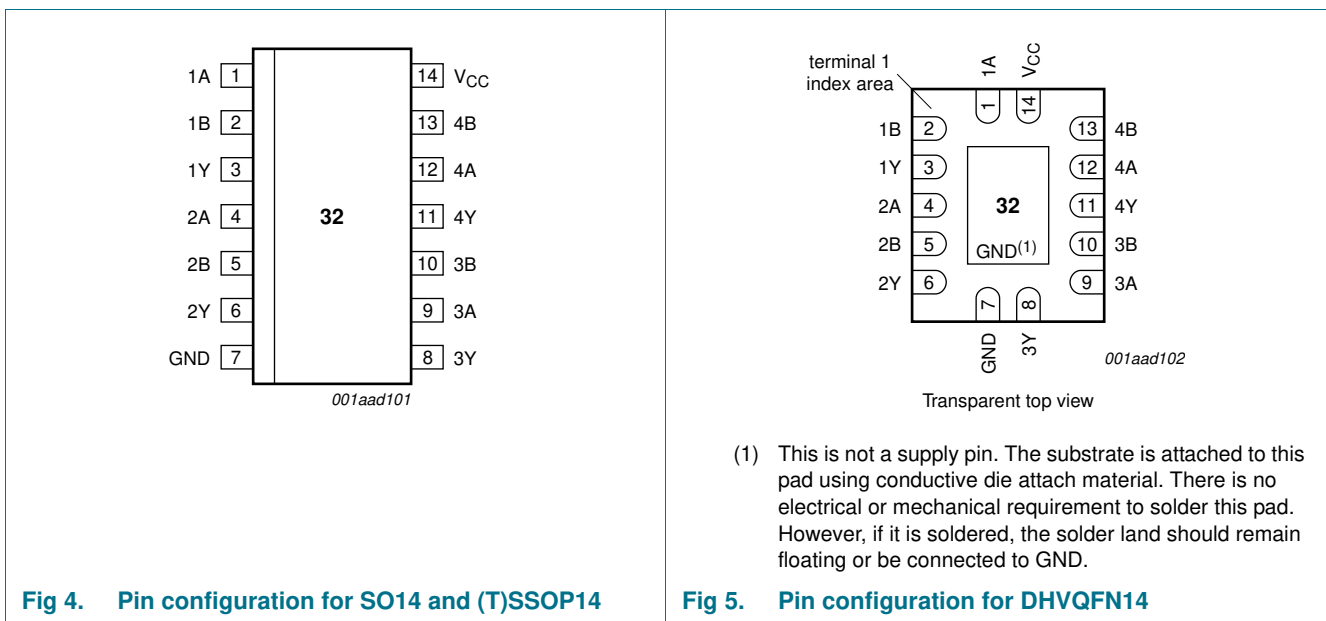 1A 1 14 VCC
1B 2 13 4B
1Y 3 12 4A
2A 4 32 11 4Y
2B 5 10 3B
2Y 6 9 3A
GND 7 8 3Y
001aad101
Fig 4. Pin configuration for SO14 and (T)SSOP14
terminal 1
index area
1A VCC
1 14
1B 2 13 4B
1Y 3 12 4A
2A 4 32 11 4Y
2B 5 GND(1) 10 3B
2Y 6 9 3A
7 8
GND 3Y
001aad102
Transparent top view
(1) This is not a supply pin. The substrate is attached to this
pad using conductive die attach material. There is no
electrical or mechanical requirement to solder this pad.
However, if it is soldered, the solder land should remain
floating or be connected to GND.
Fig 5. Pin configuration for DHVQFN14